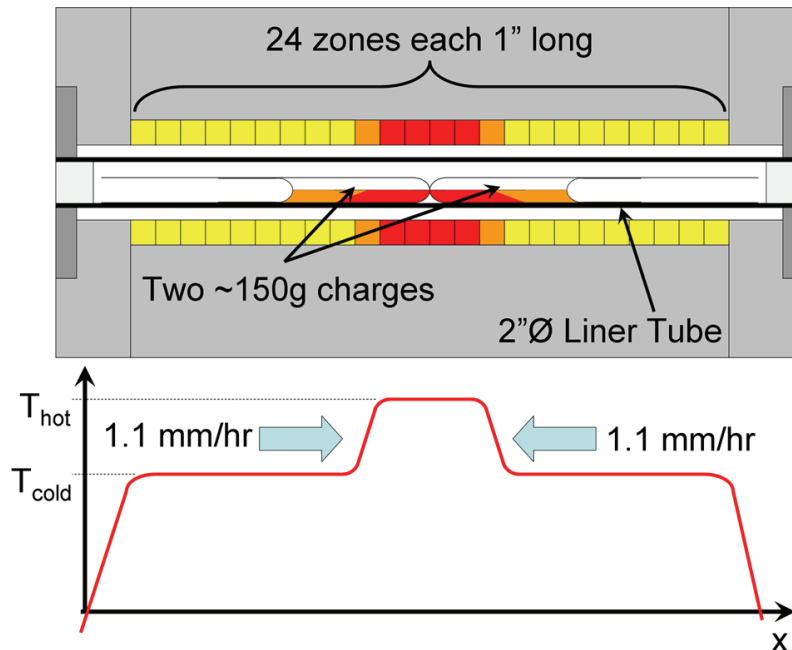 24 zones each 1” long
Two ~150g charges
2”Ø Liner Tube
T_hot
1.1 mm/hr
1.1 mm/hr
T_cold
x